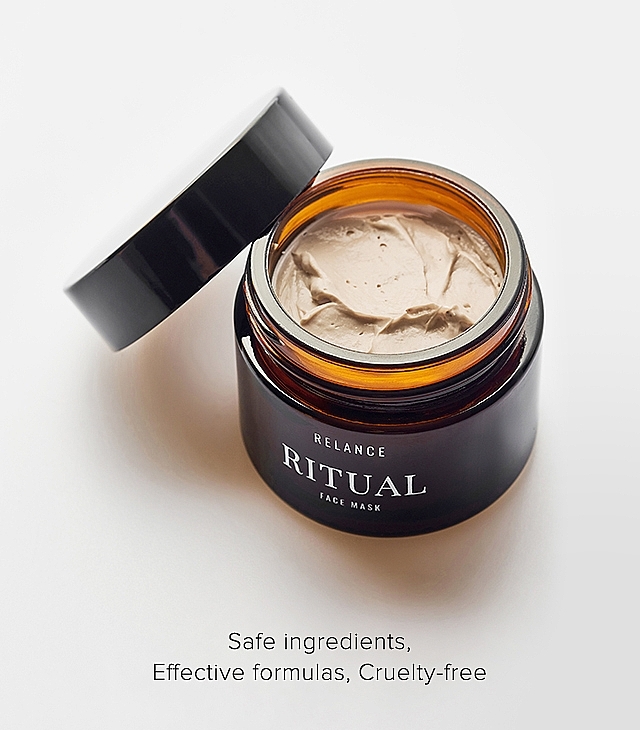 RELANCE
RITUAL
FACE MASK
Safe ingredients,
Effective formulas, Cruelty-free